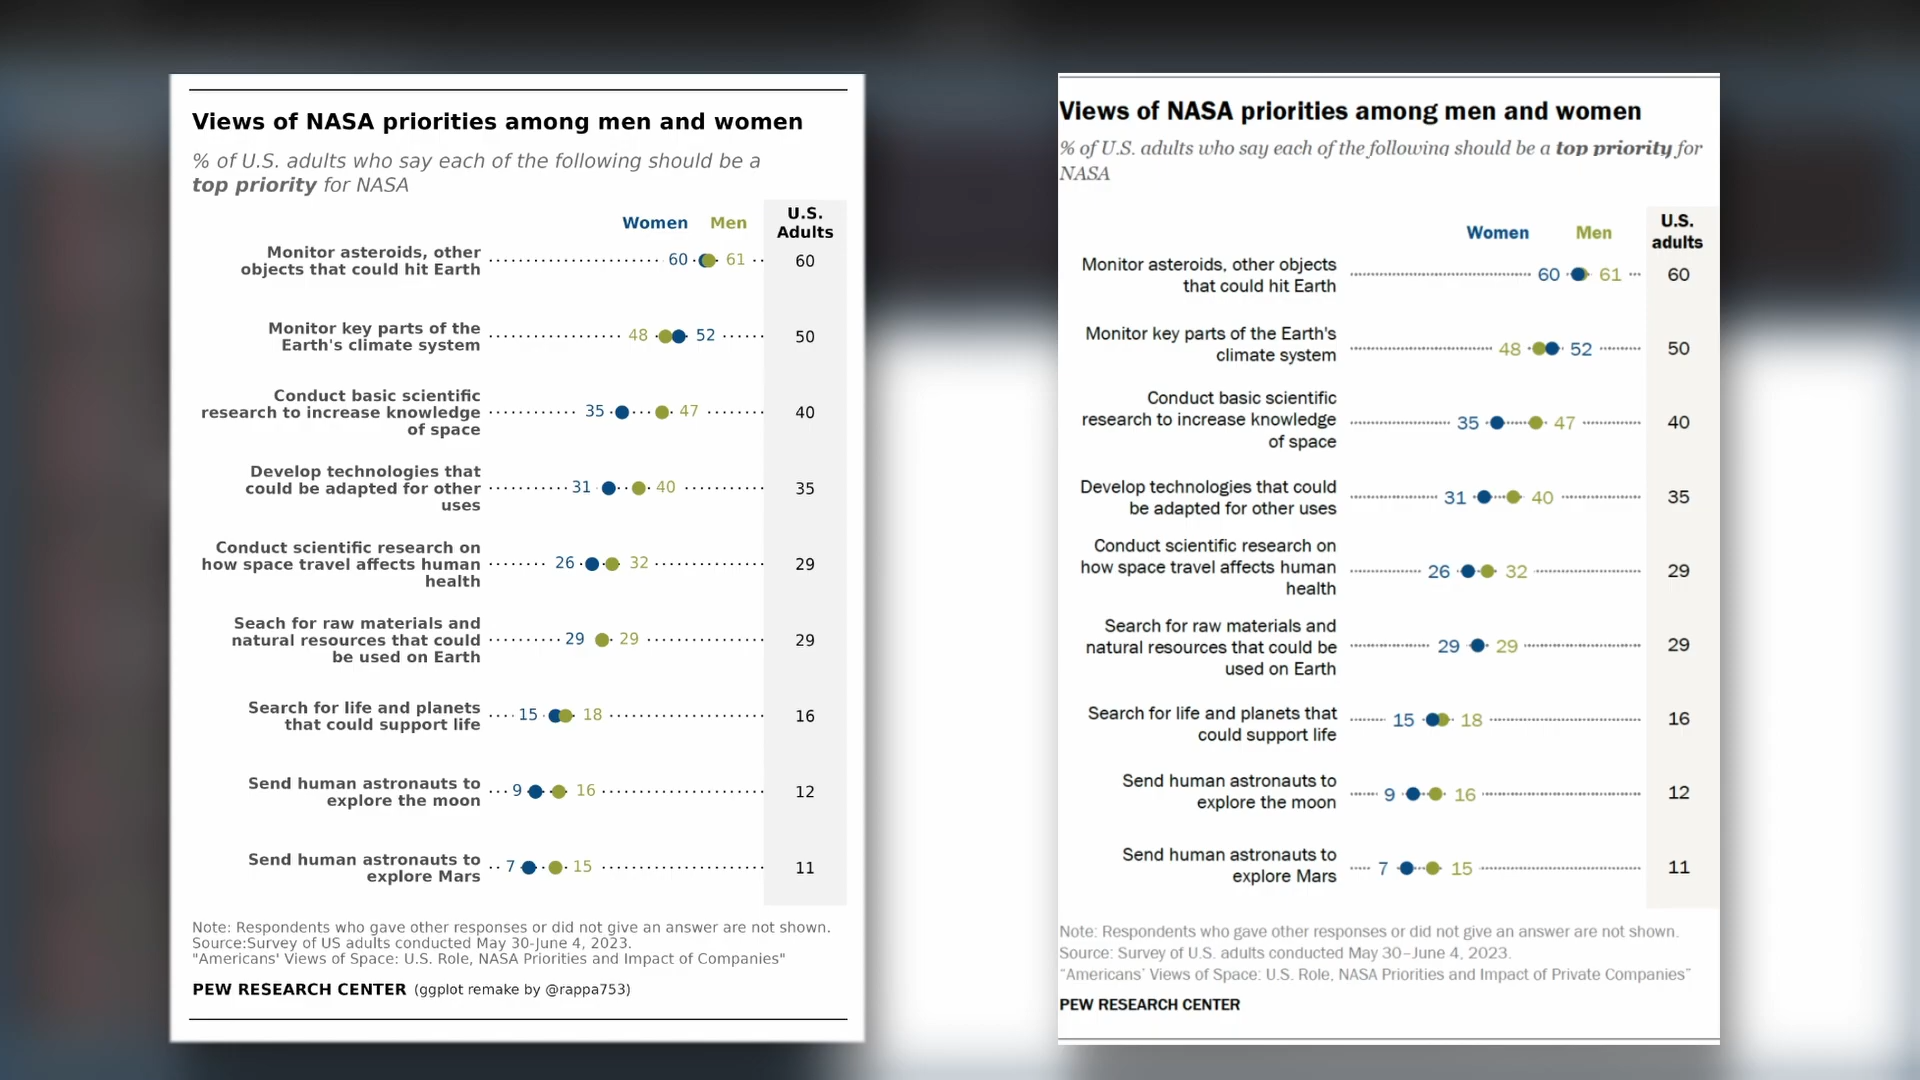 Views of NASA priorities among men and women
% of U.S. adults who say each of the following should be a
top priority for NASA
Women Men U.S.
Adults
Monitor asteroids, other
objects that could hit Earth
60 61 60
Monitor key parts of the
Earth's climate system
48 52 50
Conduct basic scientific
research to increase knowledge
of space
35 47 40
Develop technologies that
could be adapted for other
uses
31 40 35
Conduct scientific research on
how space travel affects human
health
26 32 29
Seach for raw materials and
natural resources that could
be used on Earth
29 29 29
Search for life and planets
that could support life
15 18 16
Send human astronauts to
explore the moon
9 16 12
Send human astronauts to
explore Mars
7 15 11
Note: Respondents who gave other responses or did not give an answer are not shown.
Source:Survey of US adults conducted May 30-June 4, 2023.
"Americans' Views of Space: U.S. Role, NASA Priorities and Impact of Companies"
PEW RESEARCH CENTER (ggplot remake by @rappa753)
Views of NASA priorities among men and women
% of U.S. adults who say each of the following should be a top priority for
NASA
Women Men U.S.
adults
Monitor asteroids, other objects
that could hit Earth
60 61 60
Monitor key parts of the Earth's
climate system
48 52 50
Conduct basic scientific
research to increase knowledge
of space
35 47 40
Develop technologies that could
be adapted for other uses
31 40 35
Conduct scientific research on
how space travel affects human
health
26 32 29
Search for raw materials and
natural resources that could be
used on Earth
29 29 29
Search for life and planets that
could support life
15 18 16
Send human astronauts to
explore the moon
9 16 12
Send human astronauts to
explore Mars
7 15 11
Note: Respondents who gave other responses or did not give an answer are not shown.
Source: Survey of U.S. adults conducted May 30–June 4, 2023.
“Americans’ Views of Space: U.S. Role, NASA Priorities and Impact of Private Companies”
PEW RESEARCH CENTER